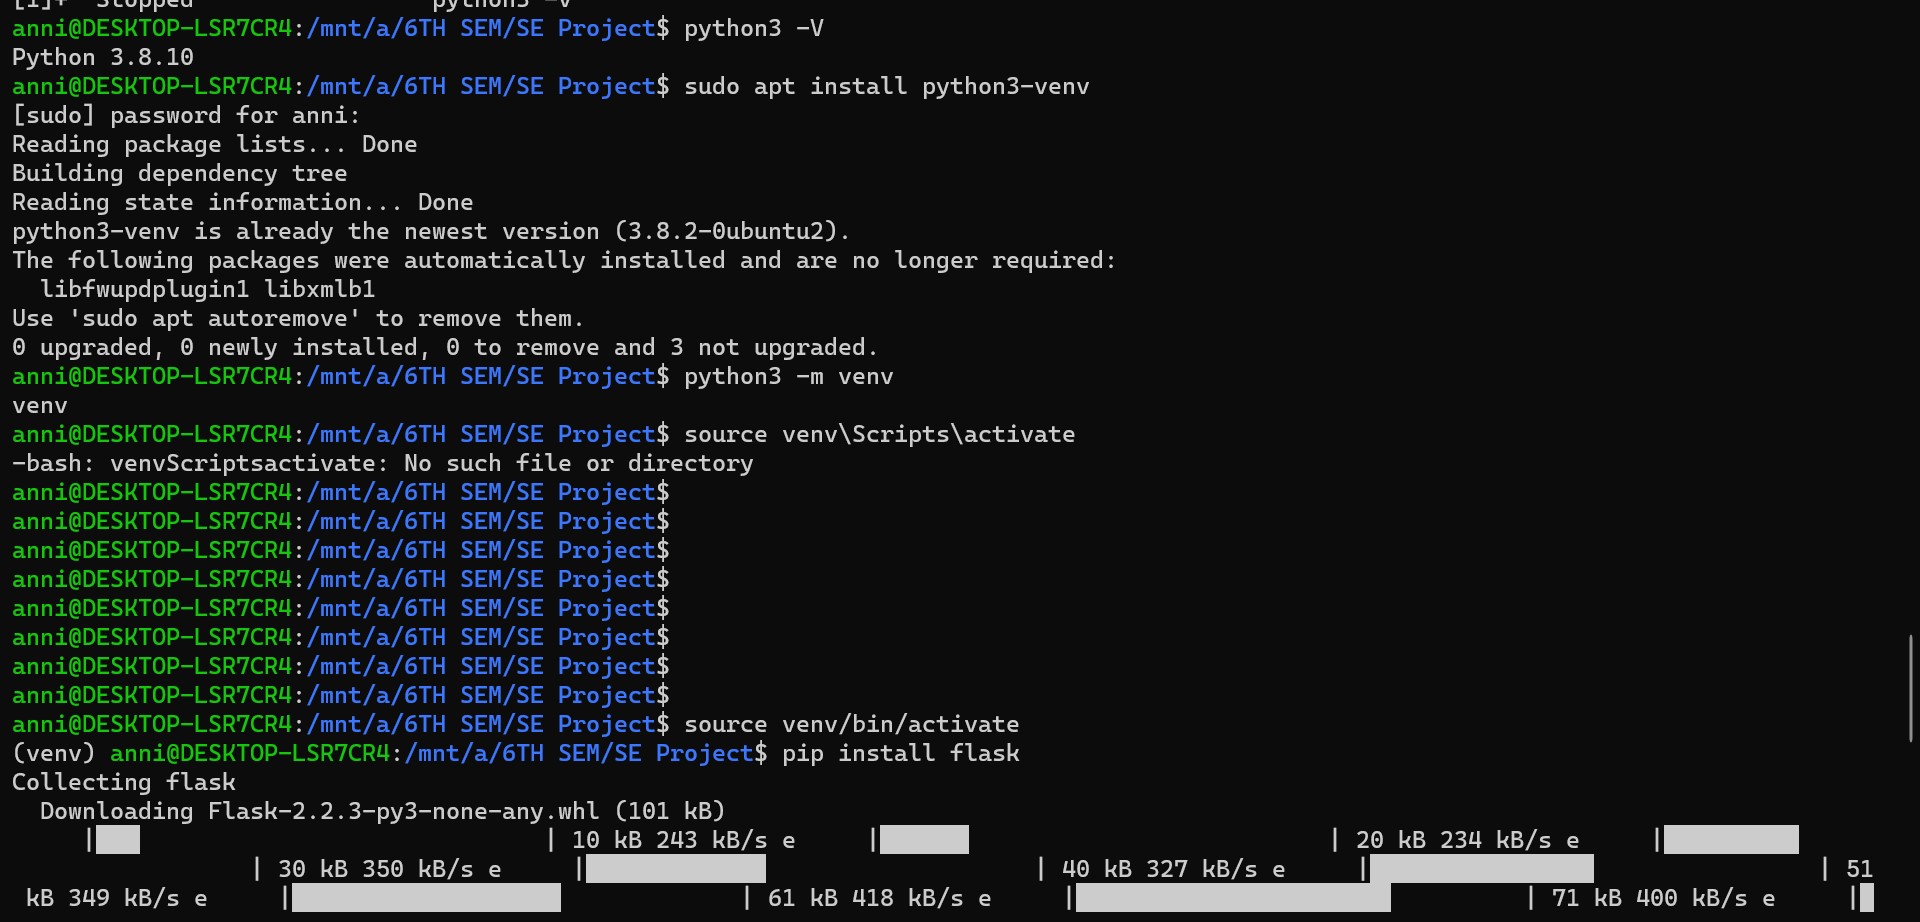 [1]+  Stopped                 python3 -V
anni@DESKTOP-LSR7CR4:/mnt/a/6TH SEM/SE Project$ python3 -V
Python 3.8.10
anni@DESKTOP-LSR7CR4:/mnt/a/6TH SEM/SE Project$ sudo apt install python3-venv
[sudo] password for anni:
Reading package lists... Done
Building dependency tree
Reading state information... Done
python3-venv is already the newest version (3.8.2-0ubuntu2).
The following packages were automatically installed and are no longer required:
  libfwupdplugin1 libxmlb1
Use 'sudo apt autoremove' to remove them.
0 upgraded, 0 newly installed, 0 to remove and 3 not upgraded.
anni@DESKTOP-LSR7CR4:/mnt/a/6TH SEM/SE Project$ python3 -m venv
venv
anni@DESKTOP-LSR7CR4:/mnt/a/6TH SEM/SE Project$ source venv\Scripts\activate
-bash: venvScriptsactivate: No such file or directory
anni@DESKTOP-LSR7CR4:/mnt/a/6TH SEM/SE Project$
anni@DESKTOP-LSR7CR4:/mnt/a/6TH SEM/SE Project$
anni@DESKTOP-LSR7CR4:/mnt/a/6TH SEM/SE Project$
anni@DESKTOP-LSR7CR4:/mnt/a/6TH SEM/SE Project$
anni@DESKTOP-LSR7CR4:/mnt/a/6TH SEM/SE Project$
anni@DESKTOP-LSR7CR4:/mnt/a/6TH SEM/SE Project$
anni@DESKTOP-LSR7CR4:/mnt/a/6TH SEM/SE Project$
anni@DESKTOP-LSR7CR4:/mnt/a/6TH SEM/SE Project$
anni@DESKTOP-LSR7CR4:/mnt/a/6TH SEM/SE Project$ source venv/bin/activate
(venv) anni@DESKTOP-LSR7CR4:/mnt/a/6TH SEM/SE Project$ pip install flask
Collecting flask
  Downloading Flask-2.2.3-py3-none-any.whl (101 kB)
| | 10 kB 243 kB/s e | | 20 kB 234 kB/s e |
| 30 kB 350 kB/s e | | 40 kB 327 kB/s e | | 51
kB 349 kB/s e | | 61 kB 418 kB/s e | | 71 kB 400 kB/s e |